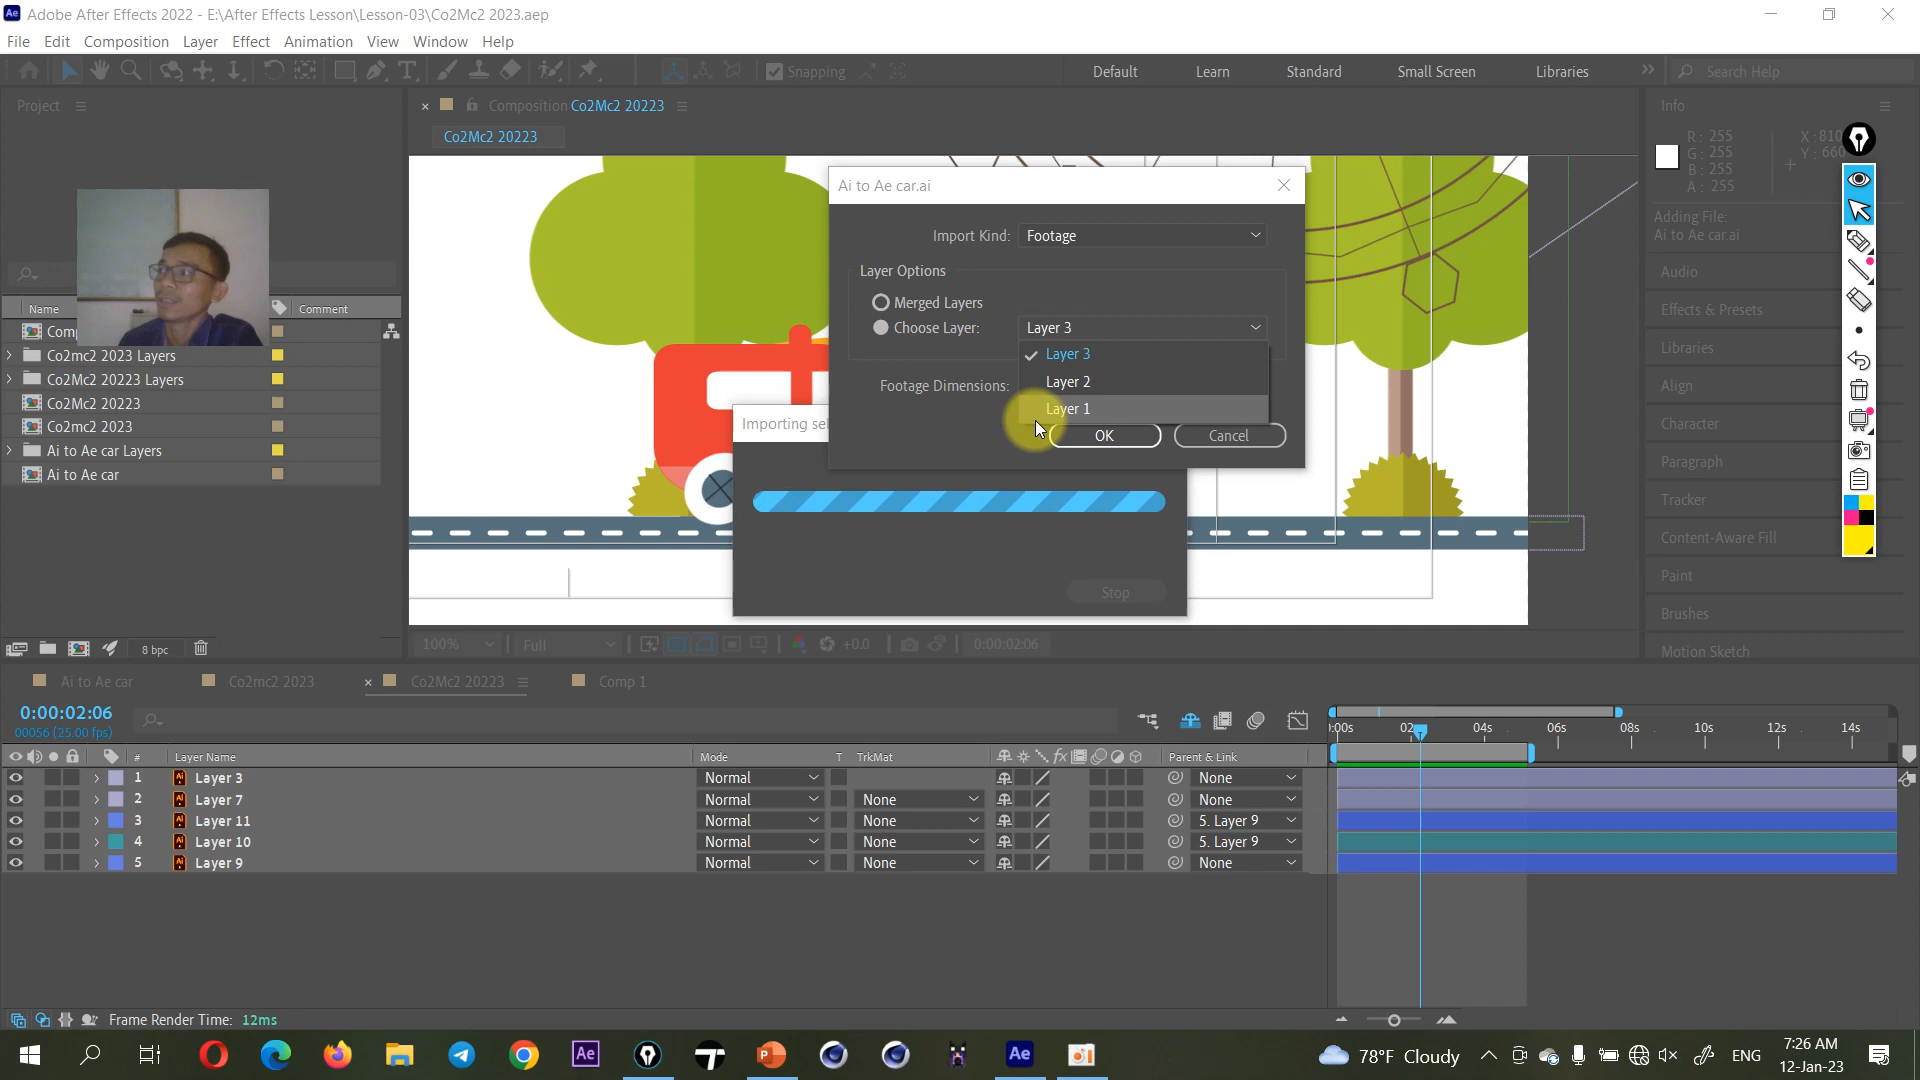 Adobe After Effects 2022 - E:\After Effects Lesson\Lesson-03\Co2Mc2 2023.aep
File Edit Composition Layer Effect Animation View Window Help
Snapping
Default Learn Standard Small Screen Libraries
Search Help
Project
Composition Co2Mc2 20223
Co2Mc2 20223
Name
Comment
Comp
Co2mc2 2023 Layers
Co2Mc2 20223 Layers
Co2Mc2 20223
Co2mc2 2023
Ai to Ae car Layers
Ai to Ae car
8 bpc
Ai to Ae car.ai
Import Kind: Footage
Layer Options
Merged Layers
Choose Layer: Layer 3
Layer 3
Layer 2
Layer 1
Footage Dimensions:
OK Cancel
Importing sel
Stop
100% Full +0.0 0:00:02:06
Info
R: 255
G: 255
B: 255
A: 255
X: 810
Y: 660
Adding File:
Ai to Ae car.ai
Audio
Effects & Presets
Libraries
Align
Character
Paragraph
Tracker
Content-Aware Fill
Paint
Brushes
Motion Sketch
Ai to Ae car Co2mc2 2023 Co2Mc2 20223 Comp 1
0:00:02:06
00056 (25.00 fps)
):00s 02s 04s 06s 08s 10s 12s 14s
# Layer Name Mode T TrkMat Parent & Link
1 Layer 3 Normal None
2 Layer 7 Normal None None
3 Layer 11 Normal None 5. Layer 9
4 Layer 10 Normal None 5. Layer 9
5 Layer 9 Normal None None
Frame Render Time: 12ms
78°F Cloudy
ENG
7:26 AM
12-Jan-23